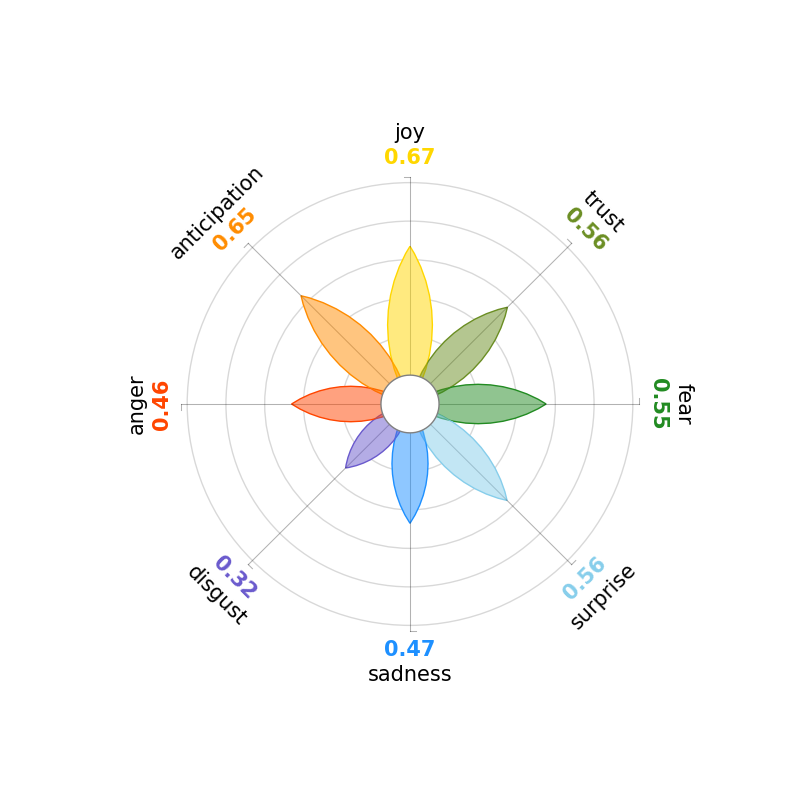 joy
0.67
trust
0.56
fear
0.55
surprise
0.56
sadness
0.47
disgust
0.32
anger
0.46
anticipation
0.65